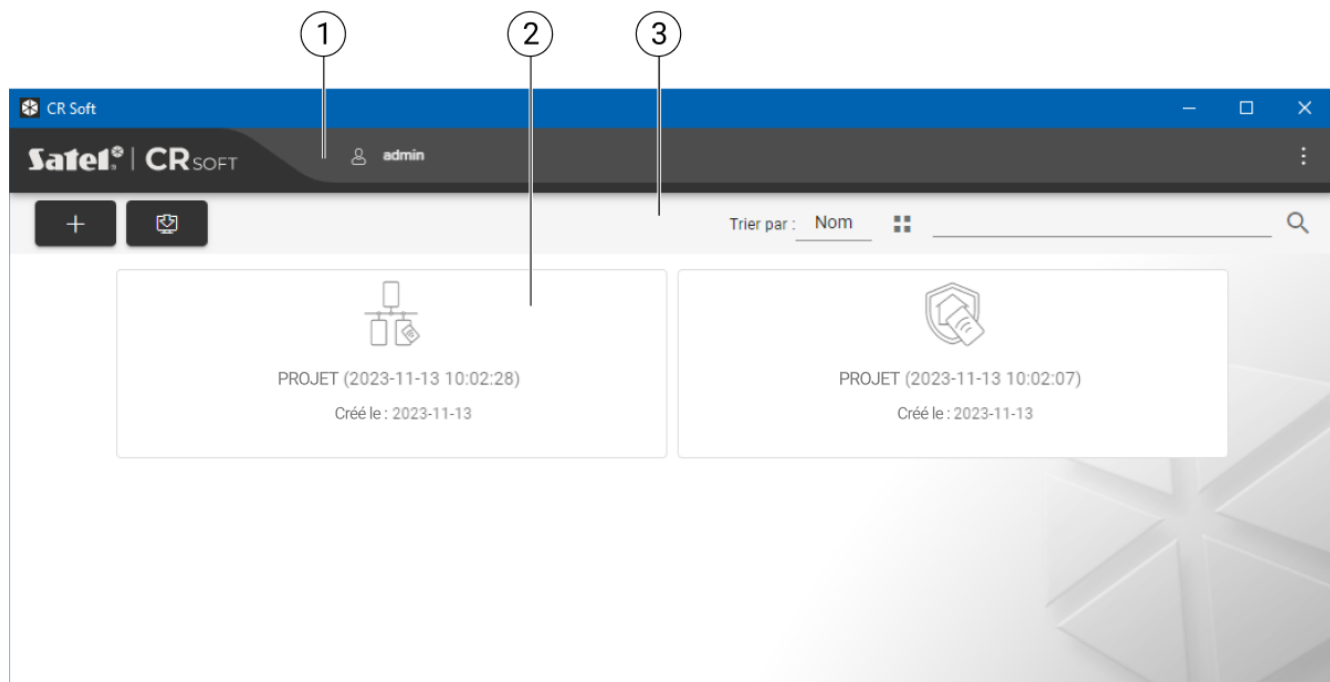 1 2 3
CR Soft
Satel® | CR SOFT admin
Trier par : Nom
PROJET (2023-11-13 10:02:28)
Créé le : 2023-11-13
PROJET (2023-11-13 10:02:07)
Créé le : 2023-11-13